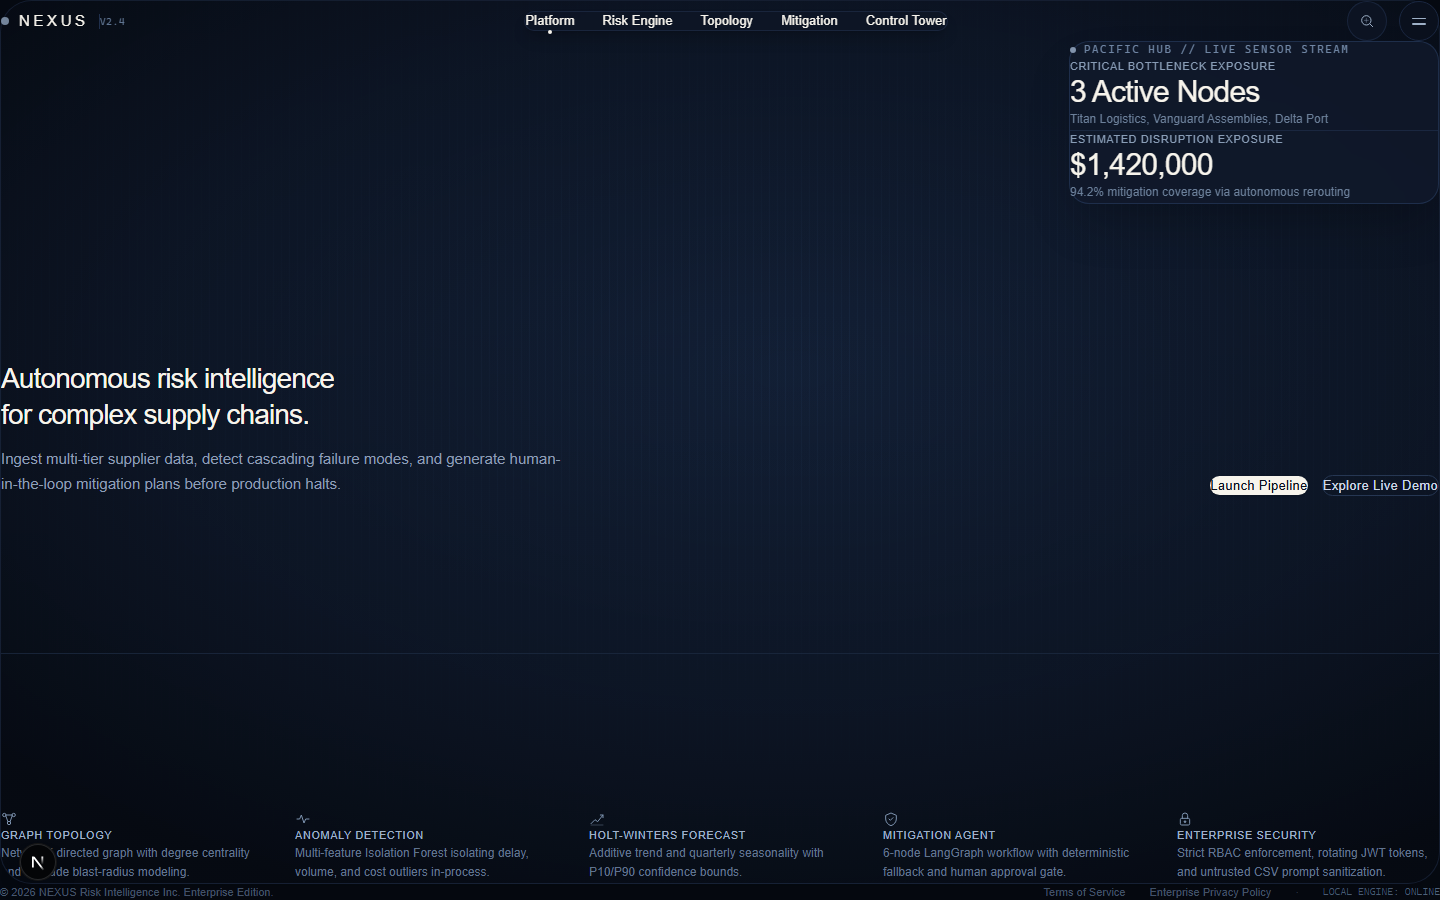 NEXUS V2.4
Platform Risk Engine Topology Mitigation Control Tower
PACIFIC HUB // LIVE SENSOR STREAM
CRITICAL BOTTLENECK EXPOSURE
3 Active Nodes
Titan Logistics, Vanguard Assemblies, Delta Port
ESTIMATED DISRUPTION EXPOSURE
$1,420,000
94.2% mitigation coverage via autonomous rerouting
Autonomous risk intelligence
for complex supply chains.
Ingest multi-tier supplier data, detect cascading failure modes, and generate human-
in-the-loop mitigation plans before production halts.
Launch Pipeline Explore Live Demo
GRAPH TOPOLOGY
directed graph with degree centrality
blast-radius modeling.
N
ANOMALY DETECTION
Multi-feature Isolation Forest isolating delay,
volume, and cost outliers in-process.
HOLT-WINTERS FORECAST
Additive trend and quarterly seasonality with
P10/P90 confidence bounds.
MITIGATION AGENT
6-node LangGraph workflow with deterministic
fallback and human approval gate.
ENTERPRISE SECURITY
Strict RBAC enforcement, rotating JWT tokens,
and untrusted CSV prompt sanitization.
© 2026 NEXUS Risk Intelligence Inc. Enterprise Edition.
Terms of Service Enterprise Privacy Policy · LOCAL ENGINE: ONLINE